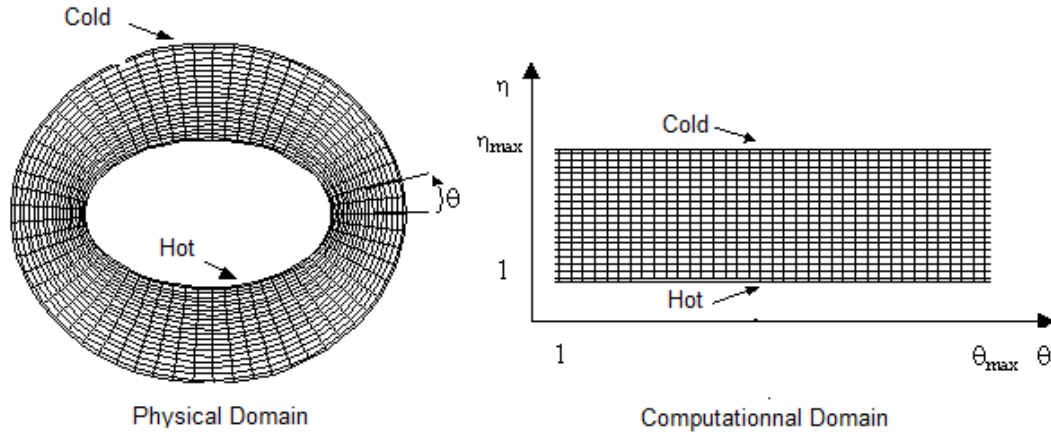 Cold
θ
Hot
Physical Domain
η
Cold
ηmax
1
Hot
1
θmax θ
Computationnal Domain